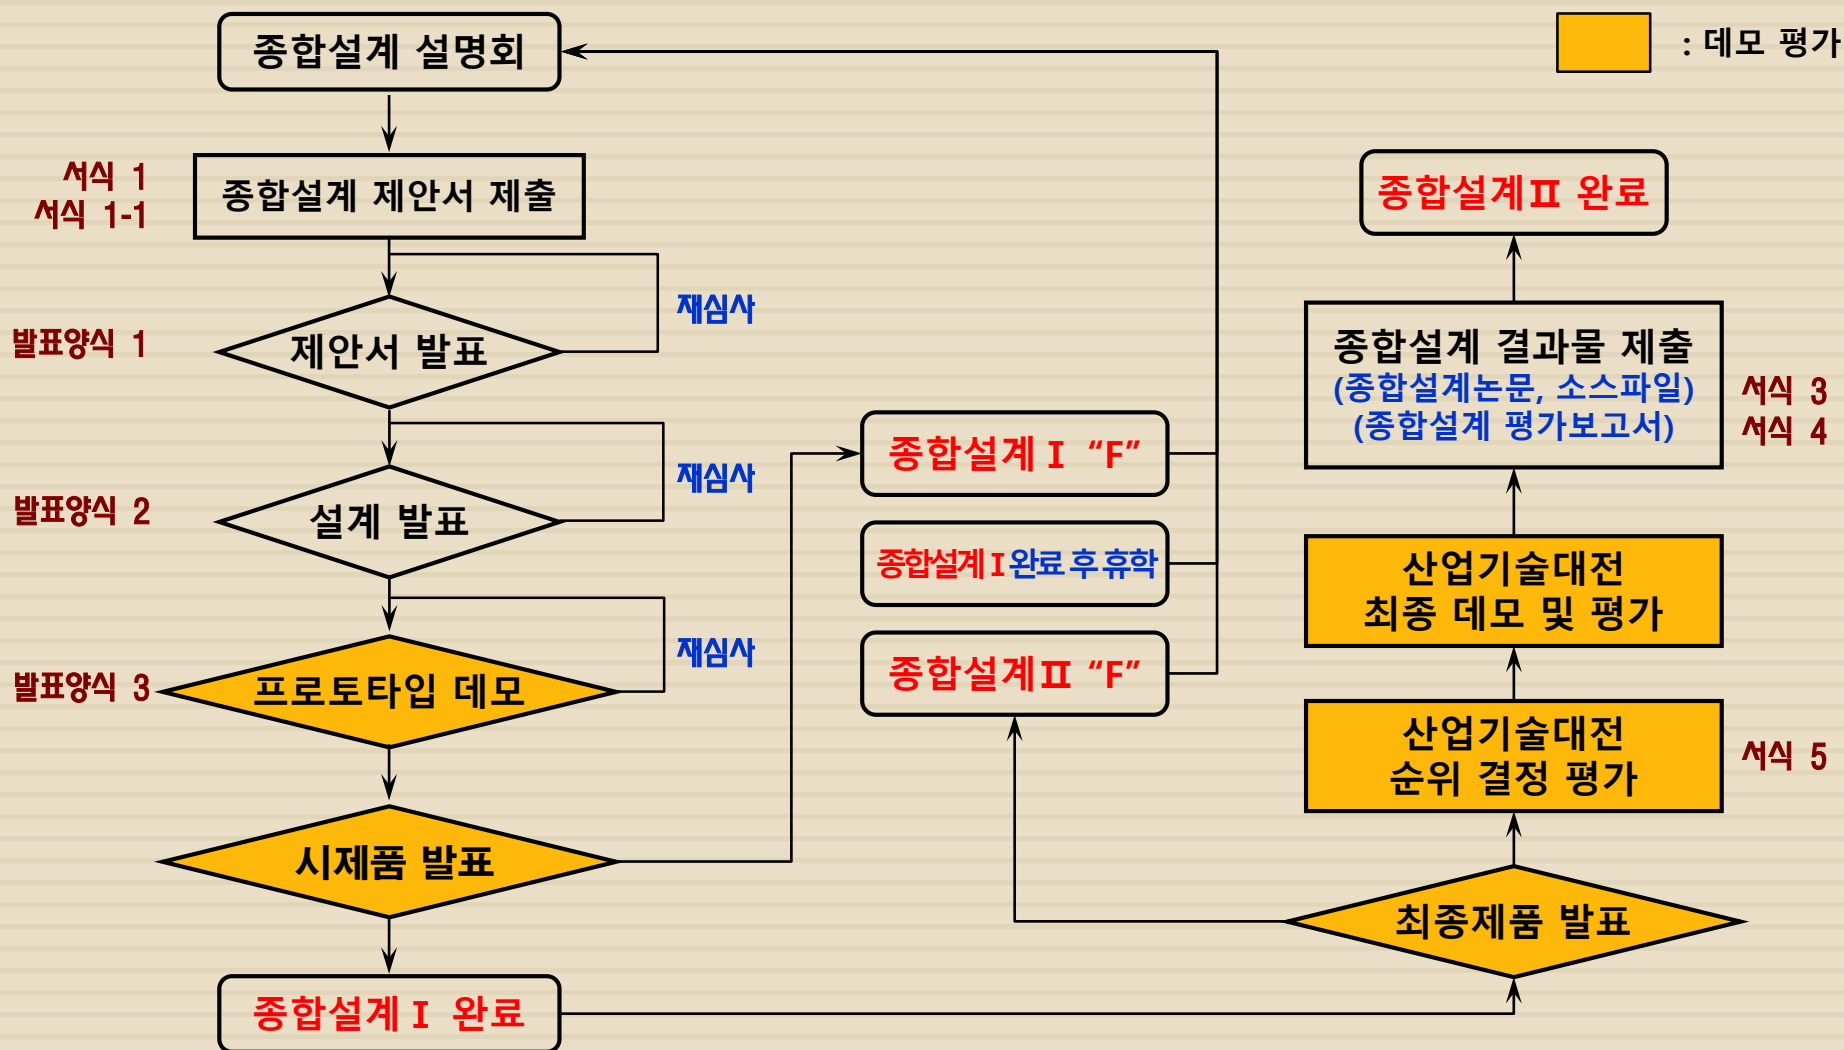 종합설계 설명회
: 데모 평가
서식 1
서식 1-1
종합설계 제안서 제출
재심사
발표양식 1
제안서 발표
재심사
발표양식 2
설계 발표
재심사
발표양식 3
프로토타입 데모
시제품 발표
종합설계Ⅰ 완료
종합설계Ⅰ “F”
종합설계Ⅰ완료 후 휴학
종합설계Ⅱ “F”
종합설계Ⅱ 완료
종합설계 결과물 제출
(종합설계논문, 소스파일)
(종합설계 평가보고서)
서식 3
서식 4
산업기술대전
최종 데모 및 평가
산업기술대전
순위 결정 평가
서식 5
최종제품 발표